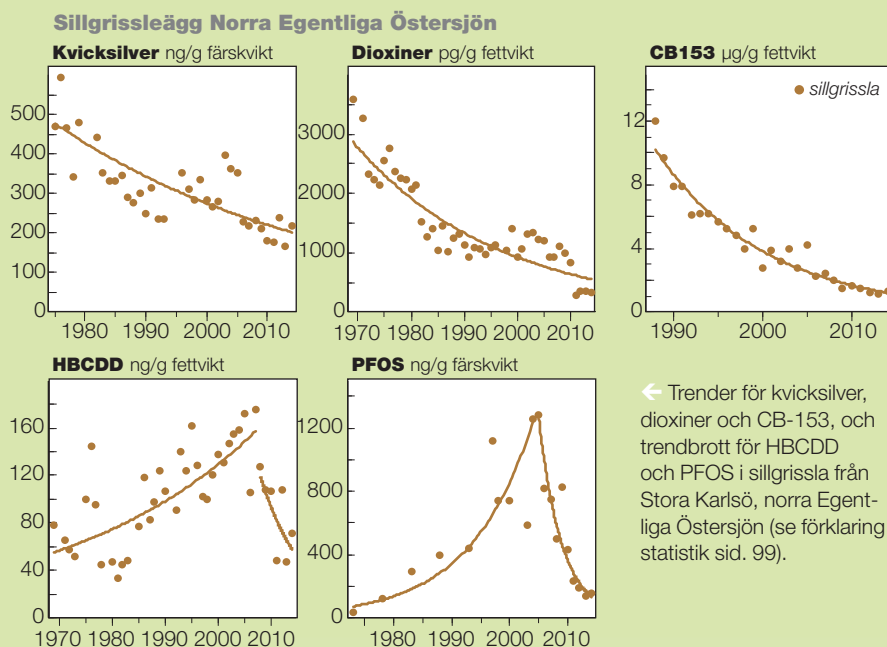 Sillgrissleägg Norra Egentliga Östersjön
Kvicksilver ng/g färskvikt
500
400
300
200
100
0
1980 1990 2000 2010
Dioxiner pg/g fettvikt
3000
2000
1000
0
1970 1980 1990 2000 2010
CB153 µg/g fettvikt
sillgrissla
12
8
4
0
1990 2000 2010
HBCDD ng/g fettvikt
160
120
80
40
0
1970 1980 1990 2000 2010
PFOS ng/g färskvikt
1200
800
400
0
1980 1990 2000 2010
← Trender för kvicksilver,
dioxiner och CB-153, och
trendbrott för HBCDD
och PFOS i sillgrissla från
Stora Karlsö, norra Egent-
liga Östersjön (se förklaring
statistik sid. 99).